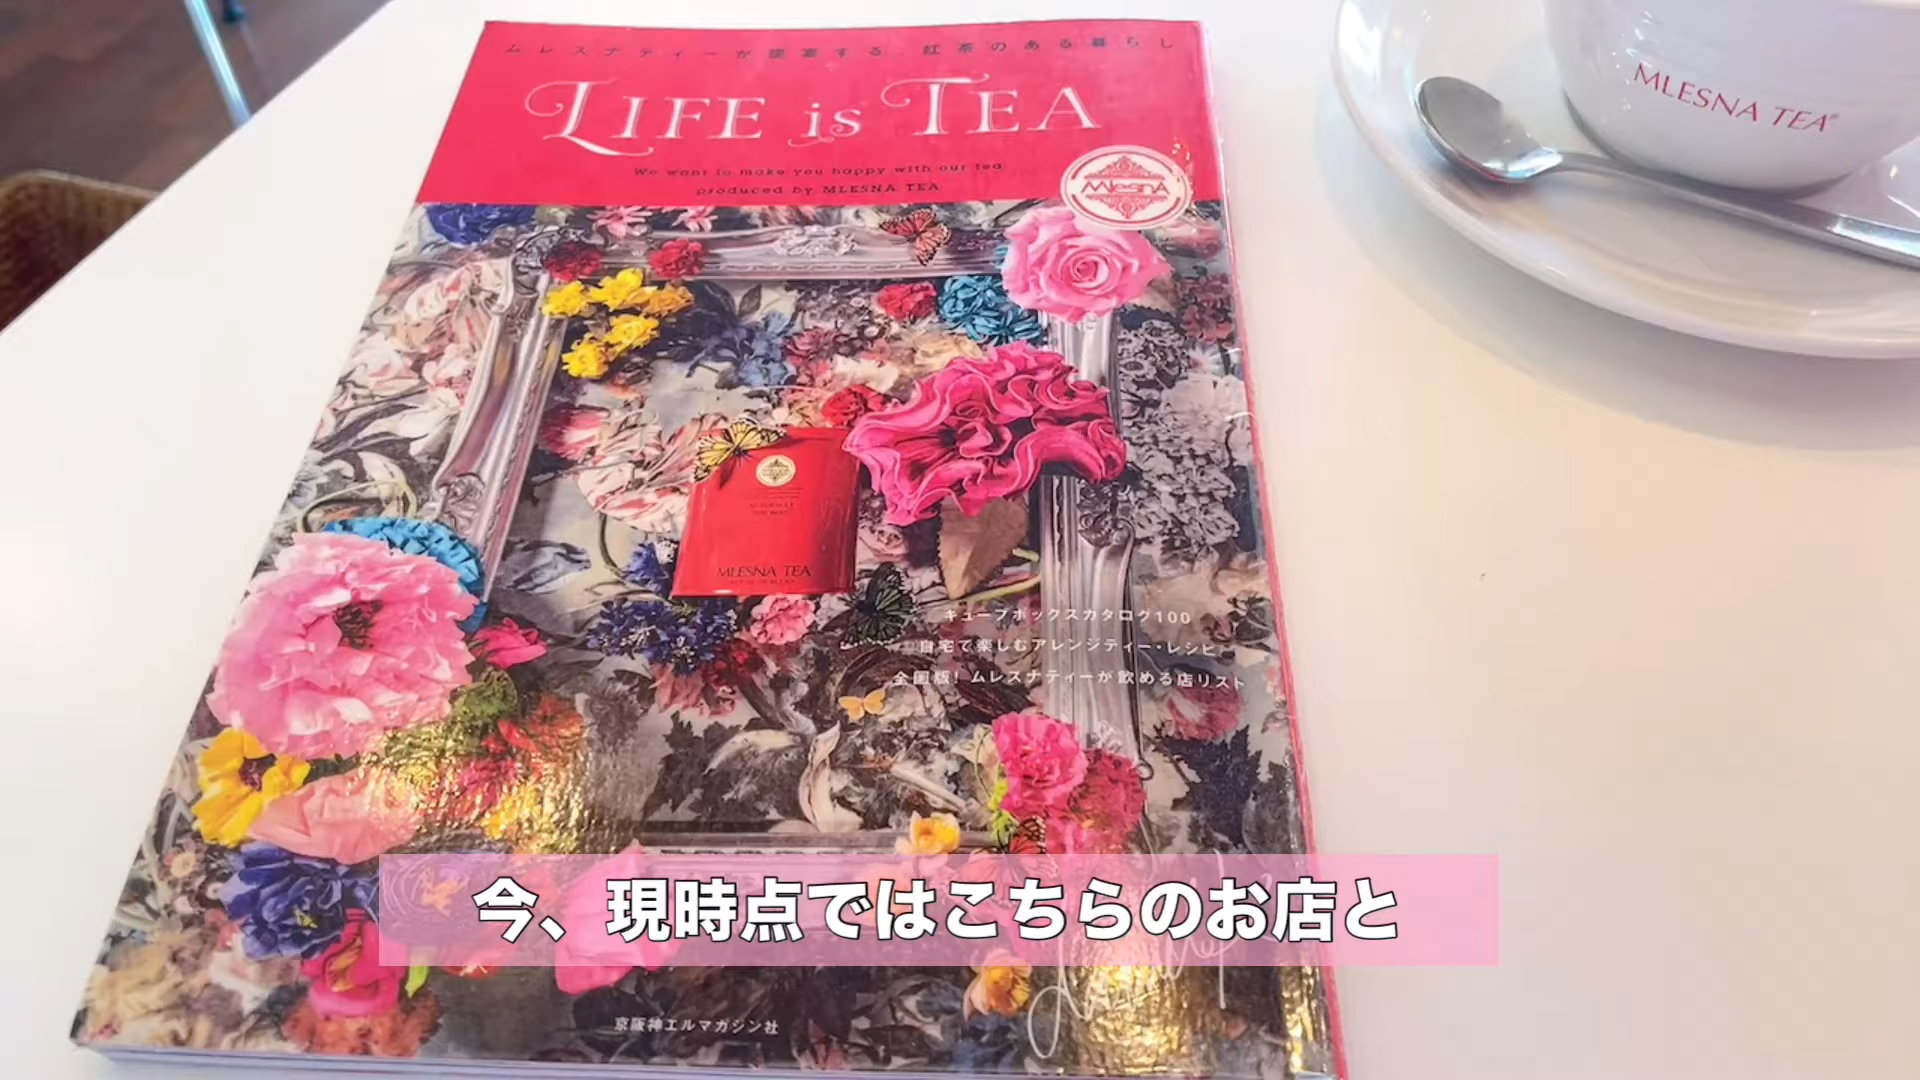 ムレスナティーが提案する 紅茶のある暮らし
LIFE is TEA
We want to make you happy with our tea
produced by MLESNA TEA
MlesnA
MLESNA TEA®
MLESNA TEA
キューブボックスカタログ100
自宅で楽しむアレンジティー・レシピ
全国版! ムレスナティーが飲める店リスト
今、現時点ではこちらのお店と
京阪神エルマガジン社